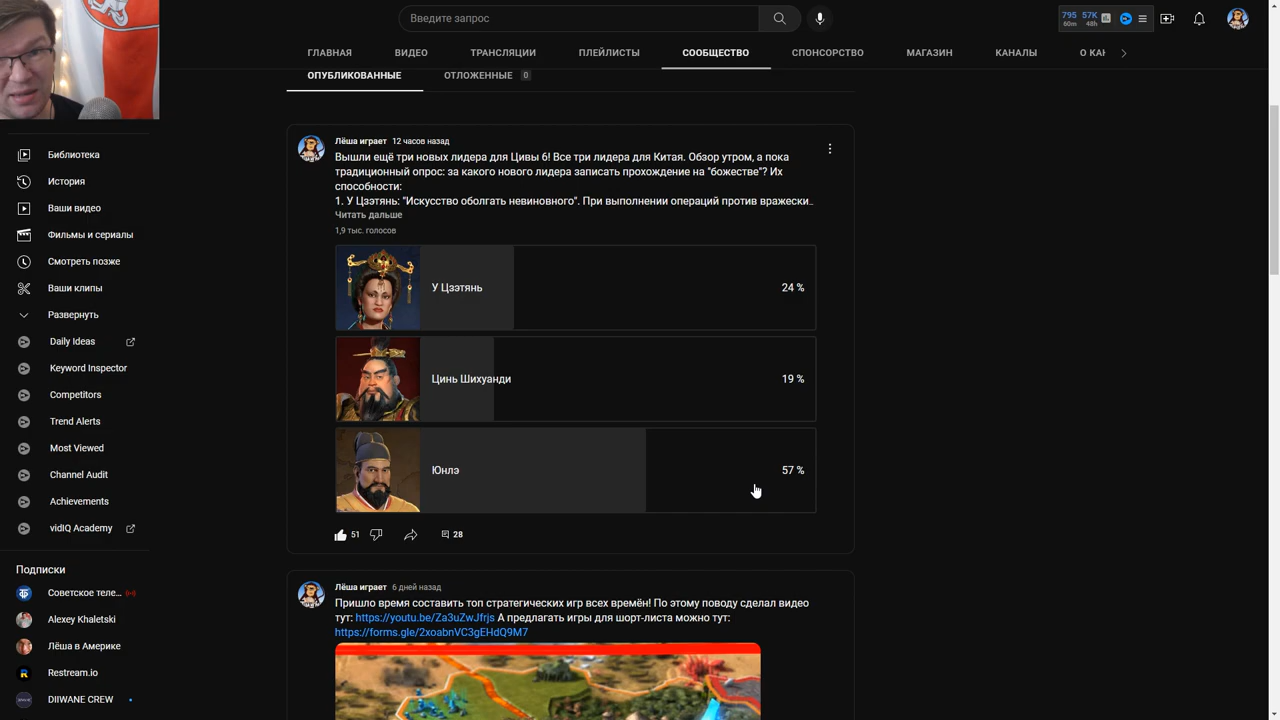 Введите запрос
795 57K
60m 48h
ГЛАВНАЯ ВИДЕО ТРАНСЛЯЦИИ ПЛЕЙЛИСТЫ СООБЩЕСТВО СПОНСОРСТВО МАГАЗИН КАНАЛЫ О КАН
ОПУБЛИКОВАННЫЕ ОТЛОЖЕННЫЕ 0
Библиотека
История
Ваши видео
Фильмы и сериалы
Смотреть позже
Ваши клипы
Развернуть
Daily Ideas
Keyword Inspector
Competitors
Trend Alerts
Most Viewed
Channel Audit
Achievements
vidIQ Academy
Подписки
Советское теле...
Alexey Khaletski
Лёша в Америке
Restream.io
DIIWANE CREW
Лёша играет 12 часов назад
Вышли ещё три новых лидера для Цивы 6! Все три лидера для Китая. Обзор утром, а пока
традиционный опрос: за какого нового лидера записать прохождение на "божестве"? Их
способности:
1. У Цзэтянь: "Искусство оболгать невиновного". При выполнении операций против вражески...
Читать дальше
1,9 тыс. голосов
У Цзэтянь 24 %
Цинь Шихуанди 19 %
Юнлэ 57 %
51 28
Лёша играет 6 дней назад
Пришло время составить топ стратегических игр всех времён! По этому поводу сделал видео
тут: https://youtu.be/Za3uZwJfrjs А предлагать игры для шорт-листа можно тут:
https://forms.gle/2xoabnVC3gEHdQ9M7